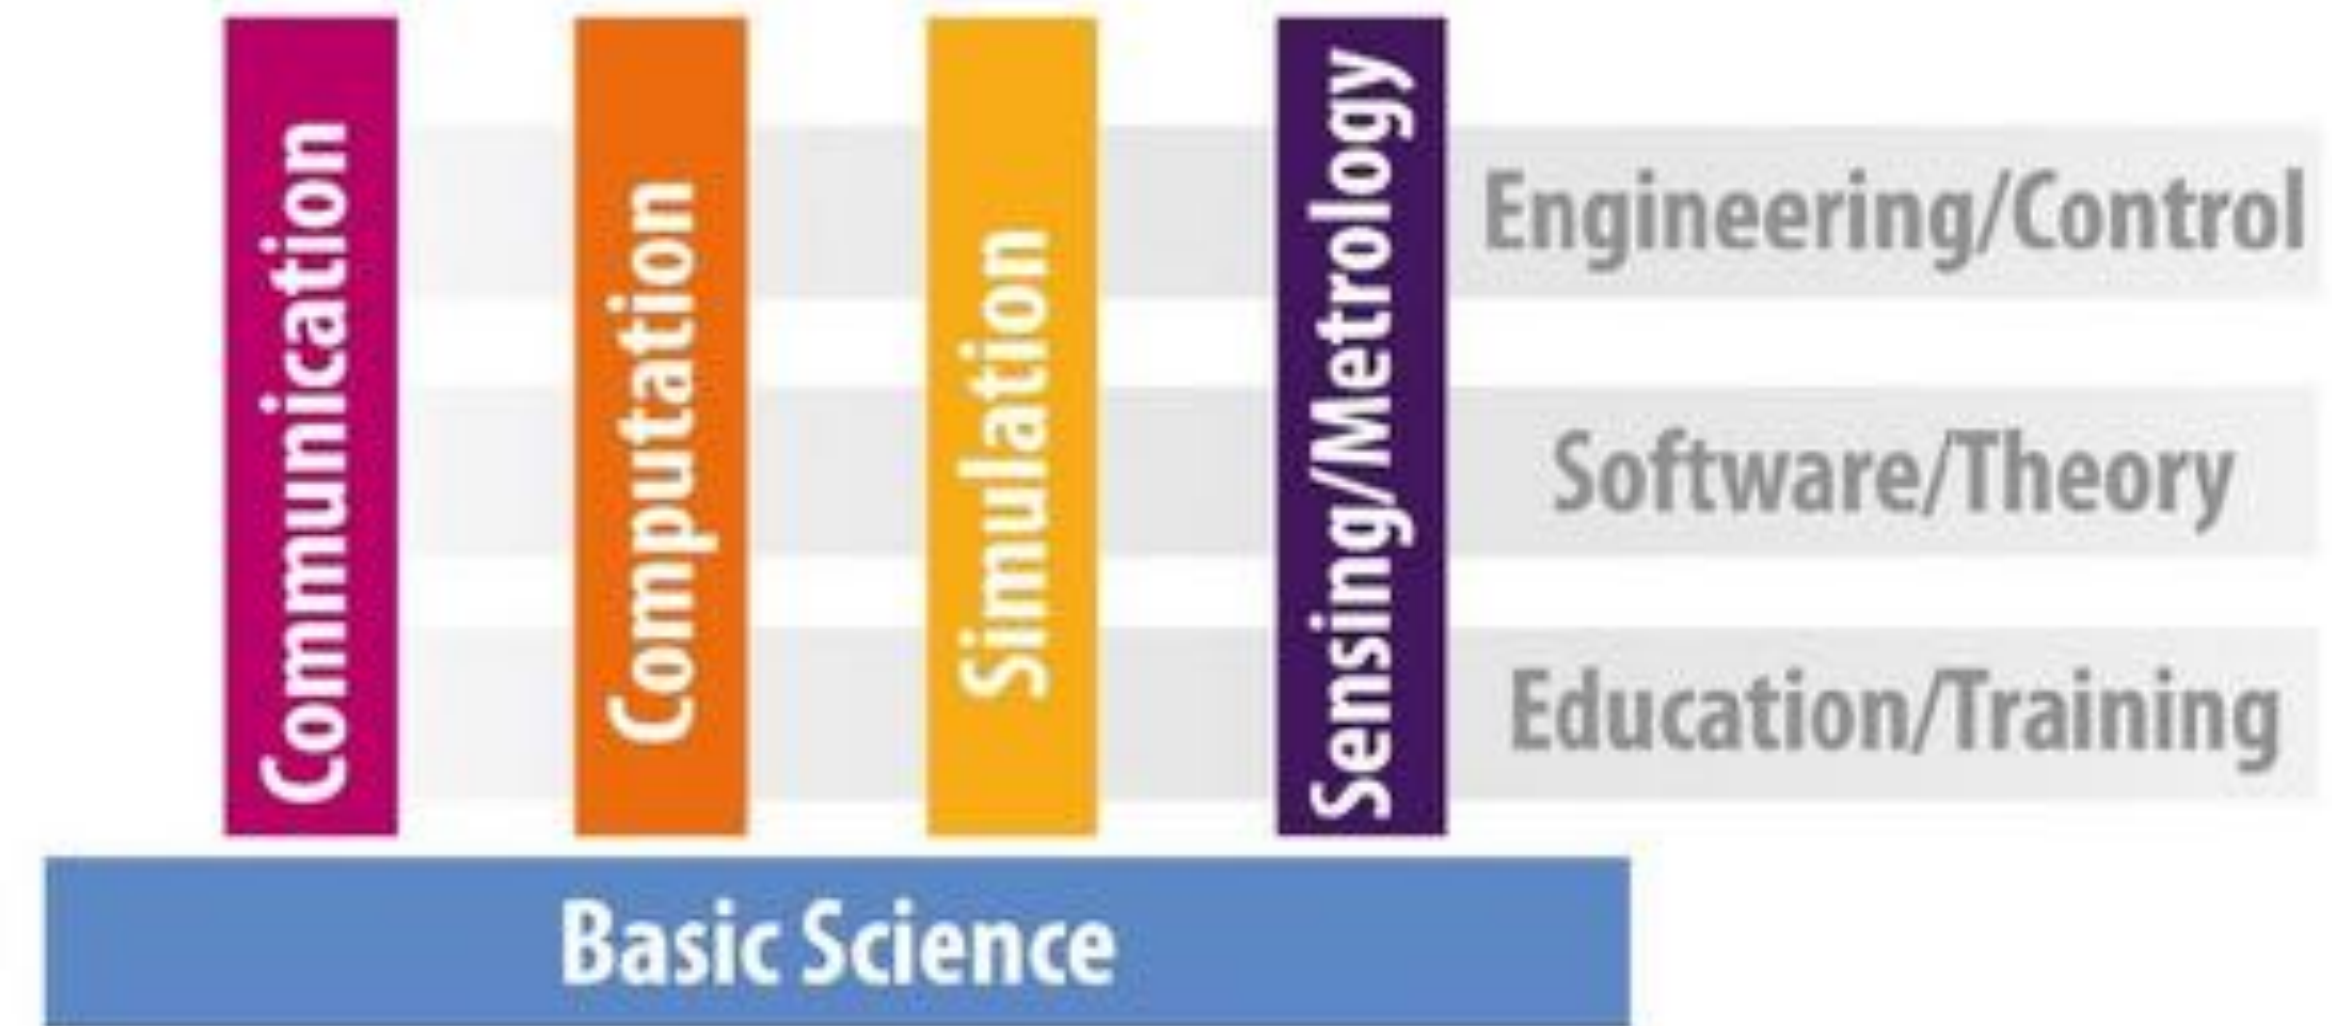 Communication
Computation
Simulation
Sensing/Metrology
Engineering/Control
Software/Theory
Education/Training
Basic Science